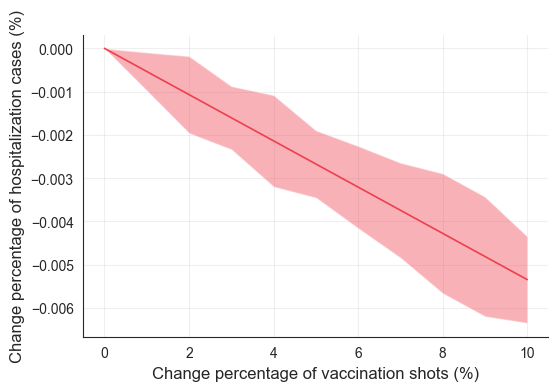 Change percentage of hospitalization cases (%)
0.000
−0.001
−0.002
−0.003
−0.004
−0.005
−0.006
0 2 4 6 8 10
Change percentage of vaccination shots (%)